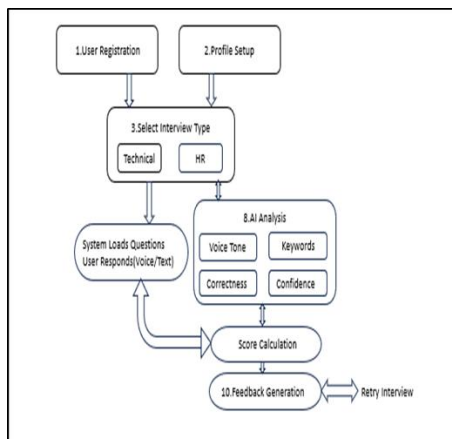 1.User Registration
2.Profile Setup
3.Select Interview Type
Technical
HR
System Loads Questions
User Responds(Voice/Text)
8.AI Analysis
Voice Tone
Keywords
Correctness
Confidence
Score Calculation
10.Feedback Generation
Retry Interview